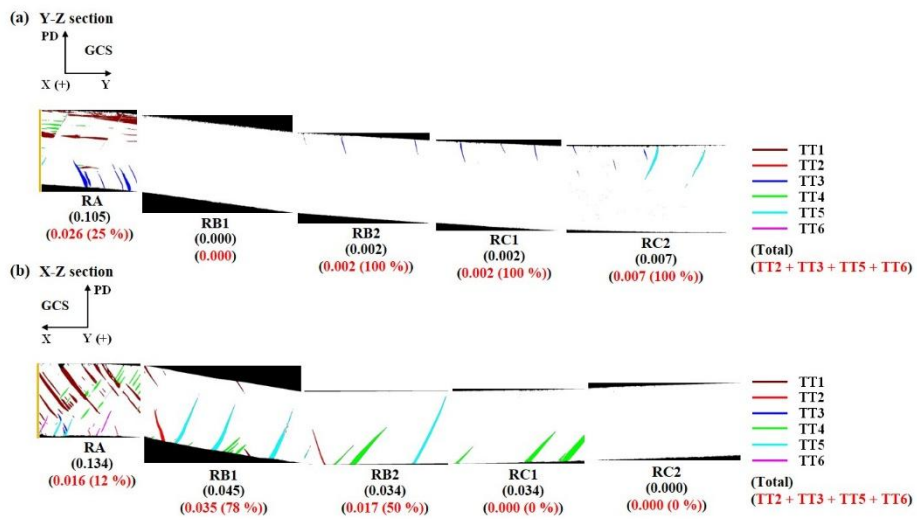 (a) Y-Z section
PD
GCS
X (+) Y
RA
(0.105)
(0.026 (25 %))
RB1
(0.000)
(0.000)
RB2
(0.002)
(0.002 (100 %))
RC1
(0.002)
(0.002 (100 %))
RC2
(0.007)
(0.007 (100 %))
TT1
TT2
TT3
TT4
TT5
TT6
(Total)
(TT2 + TT3 + TT5 + TT6)
(b) X-Z section
PD
GCS
X Y (+)
RA
(0.134)
(0.016 (12 %))
RB1
(0.045)
(0.035 (78 %))
RB2
(0.034)
(0.017 (50 %))
RC1
(0.034)
(0.000 (0 %))
RC2
(0.000)
(0.000 (0 %))
TT1
TT2
TT3
TT4
TT5
TT6
(Total)
(TT2 + TT3 + TT5 + TT6)